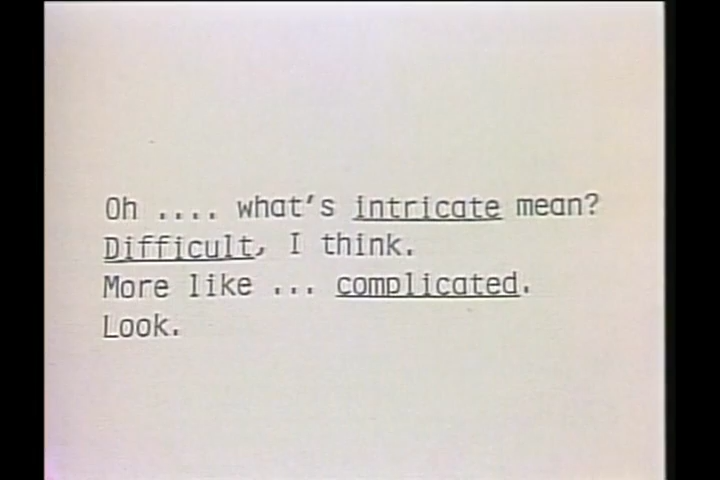 Oh .... what's intricate mean?
Difficult, I think.
More like ... complicated.
Look.